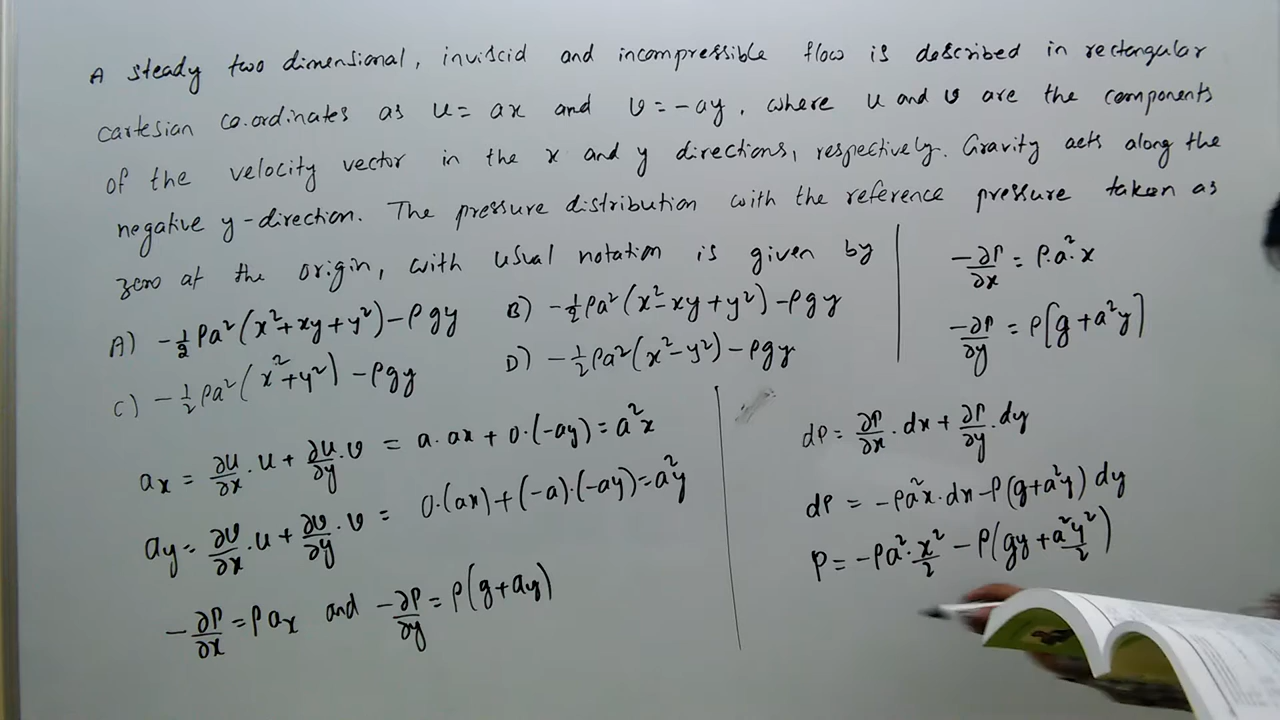 A steady two dimensional, inviscid and incompressible flow is described in rectangular
cartesian co.ordinates as u = ax and v = -ay, where u and v are the components
of the velocity vector in the x and y directions, respectively. Gravity acts along the
negative y-direction. The pressure distribution with the reference pressure taken as
zero at the origin, with usual notation is given by
A) -½ρa²(x²+xy+y²)-ρgy B) -½ρa²(x²-xy+y²)-ρgy
C) -½ρa²(x²+y²)-ρgy D) -½ρa²(x²-y²)-ρgy
ax = ∂u/∂x · u + ∂u/∂y · v = a·ax + 0·(-ay) = a²x
ay = ∂v/∂x · u + ∂v/∂y · v = 0·(ax)+(-a)·(-ay) = a²y
-∂P/∂x = ρax and -∂P/∂y = ρ(g+ay)
-∂P/∂x = ρ.a².x
-∂P/∂y = ρ[g+a²y]
dP = ∂P/∂x · dx + ∂P/∂y · dy
dP = -ρa²x·dx-ρ(g+a²y)dy
P = -ρa²·x²/2 - ρ(gy+a²y²/2)